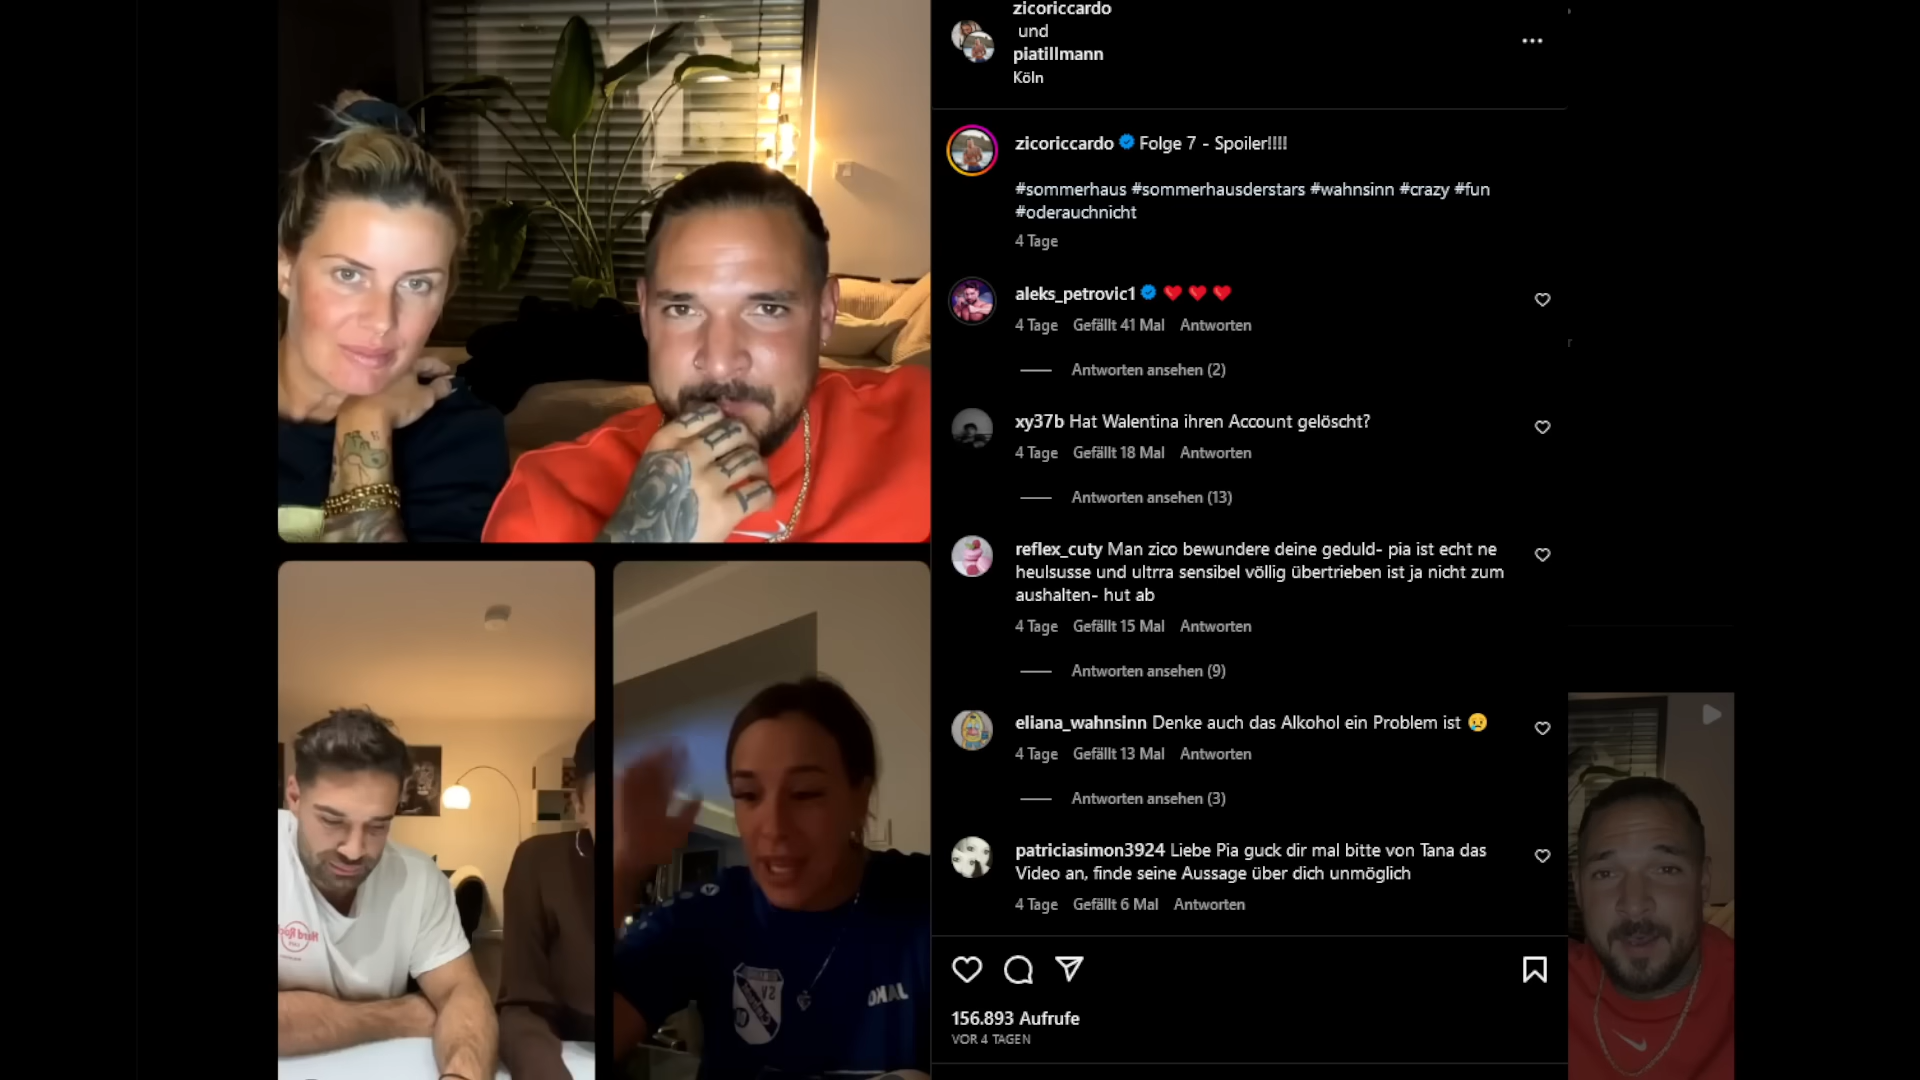 zicoriccardo
und
piatillmann
Köln
zicoriccardo Folge 7 - Spoiler!!!!
#sommerhaus #sommerhausderstars #wahnsinn #crazy #fun
#oderauchnicht
4 Tage
aleks_petrovic1 ❤️ ❤️ ❤️
4 Tage Gefällt 41 Mal Antworten
Antworten ansehen (2)
xy37b Hat Walentina ihren Account gelöscht?
4 Tage Gefällt 18 Mal Antworten
Antworten ansehen (13)
reflex_cuty Man zico bewundere deine geduld- pia ist echt ne
heulsusse und ultrra sensibel völlig übertrieben ist ja nicht zum
aushalten- hut ab
4 Tage Gefällt 15 Mal Antworten
Antworten ansehen (9)
eliana_wahnsinn Denke auch das Alkohol ein Problem ist 😥
4 Tage Gefällt 13 Mal Antworten
Antworten ansehen (3)
patriciasimon3924 Liebe Pia guck dir mal bitte von Tana das
Video an, finde seine Aussage über dich unmöglich
4 Tage Gefällt 6 Mal Antworten
156.893 Aufrufe
VOR 4 TAGEN
Hard Rock
SV
JAKO